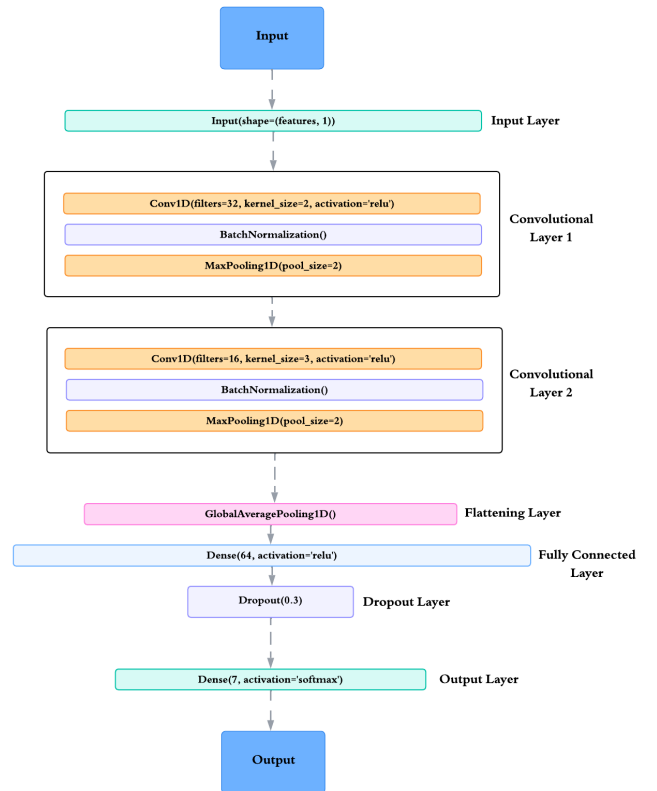 Input
Input(shape=(features, 1))
Input Layer
Conv1D(filters=32, kernel_size=2, activation='relu')
BatchNormalization()
MaxPooling1D(pool_size=2)
Convolutional
Layer 1
Conv1D(filters=16, kernel_size=3, activation='relu')
BatchNormalization()
MaxPooling1D(pool_size=2)
Convolutional
Layer 2
GlobalAveragePooling1D()
Flattening Layer
Dense(64, activation='relu')
Fully Connected
Layer
Dropout(0.3)
Dropout Layer
Dense(7, activation='softmax')
Output Layer
Output